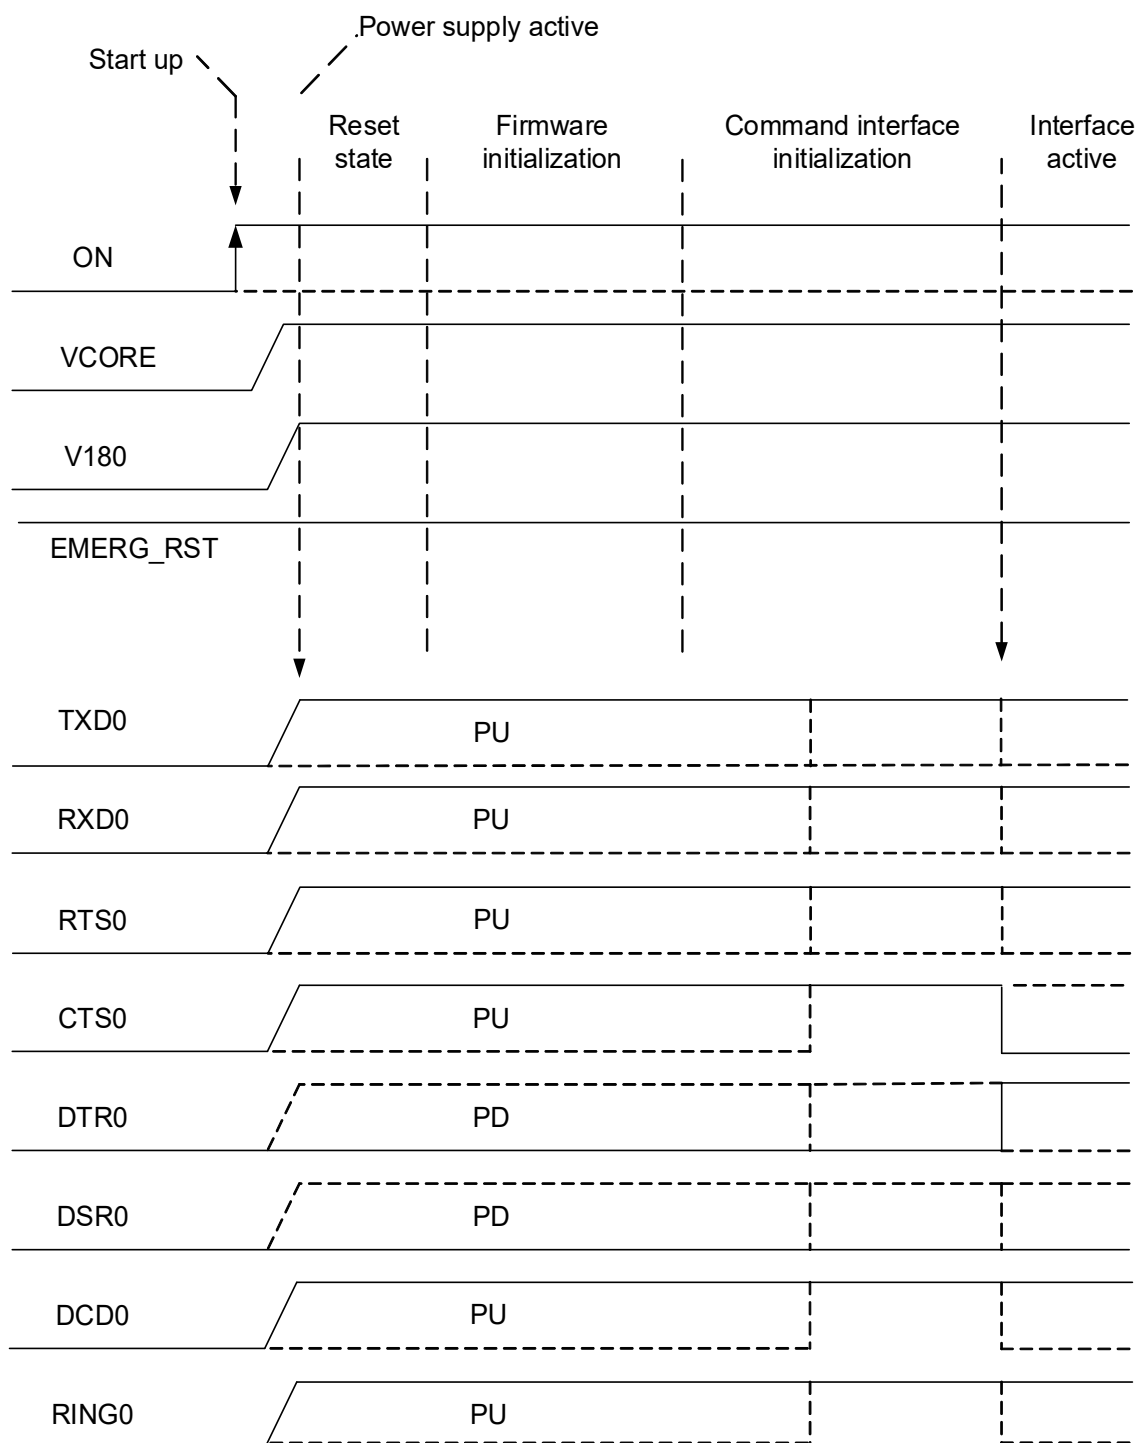 Power supply active
Start up
Reset
state
Firmware
initialization
Command interface
initialization
Interface
active
ON
VCORE
V180
EMERG_RST
TXD0
PU
RXD0
PU
RTS0
PU
CTS0
PU
DTR0
PD
DSR0
PD
DCD0
PU
RING0
PU